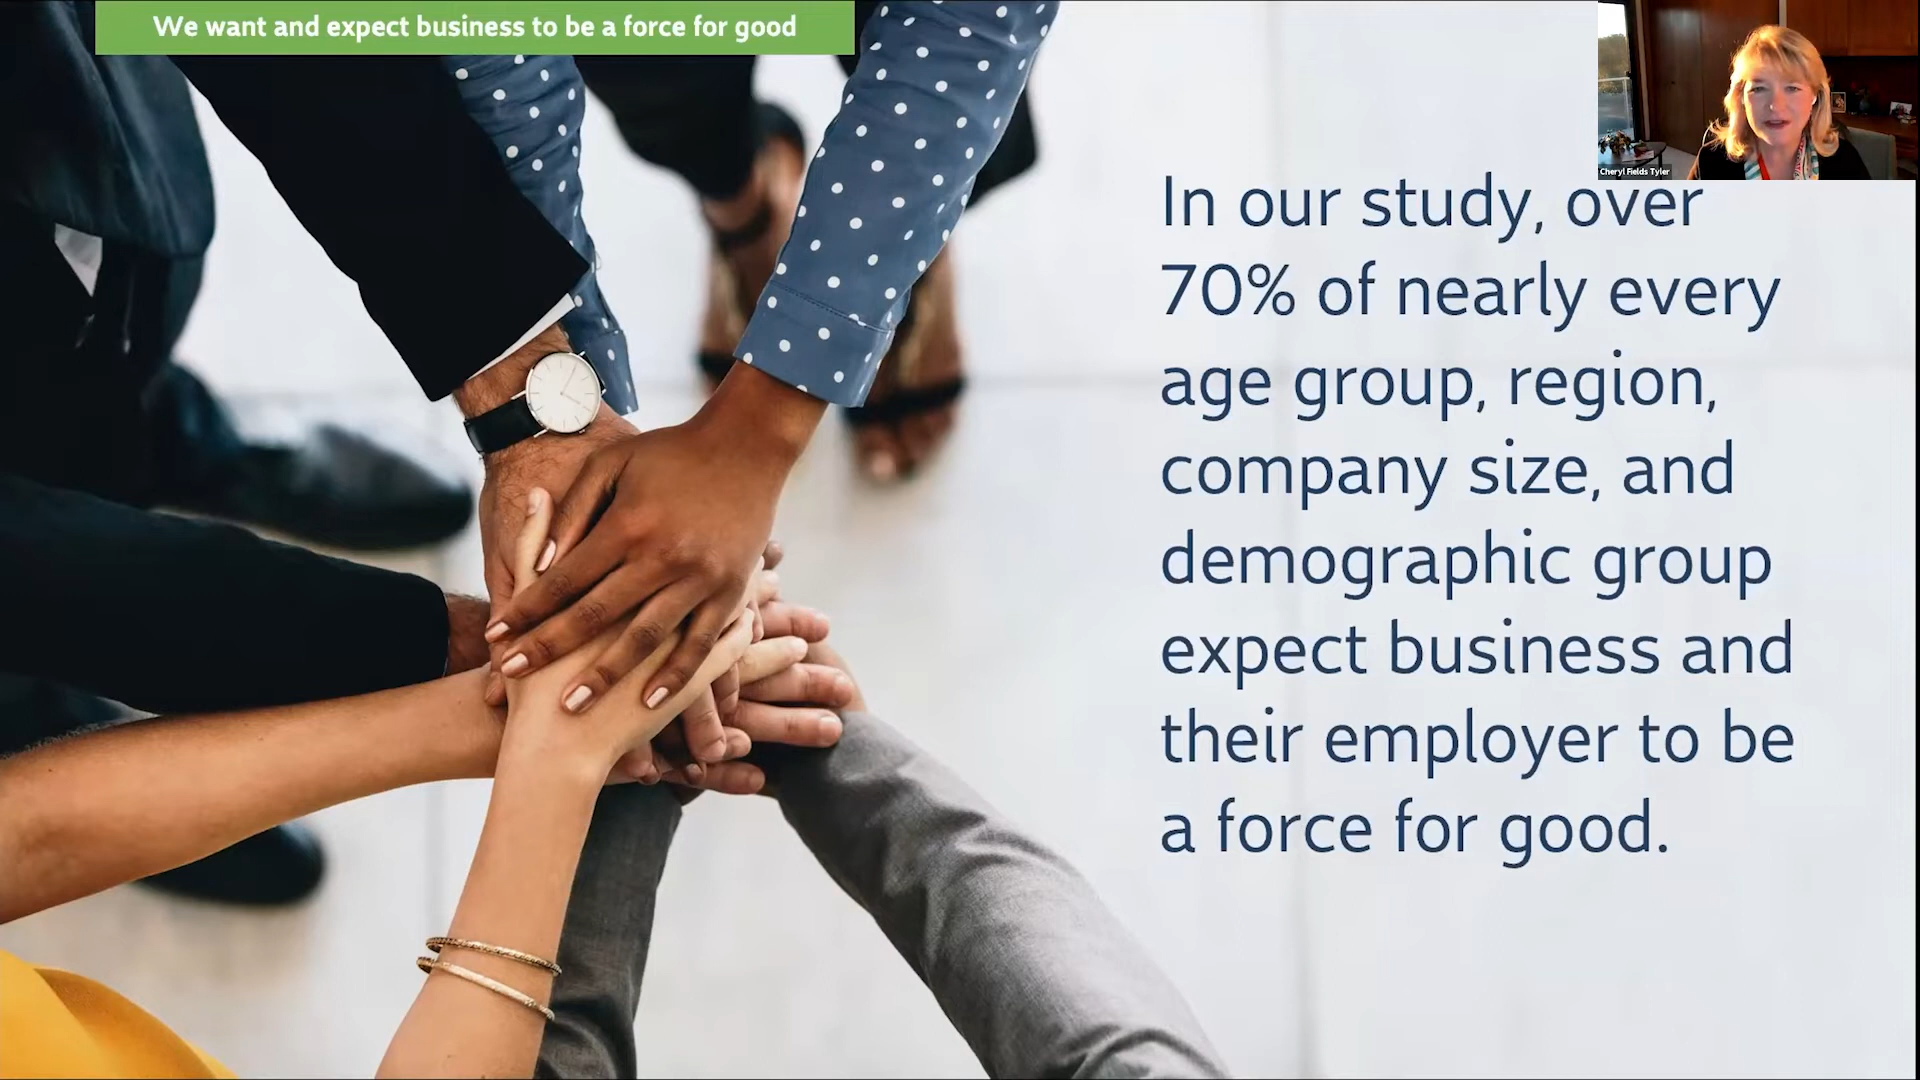 We want and expect business to be a force for good
Cheryl Fields Tyler
In our study, over
70% of nearly every
age group, region,
company size, and
demographic group
expect business and
their employer to be
a force for good.